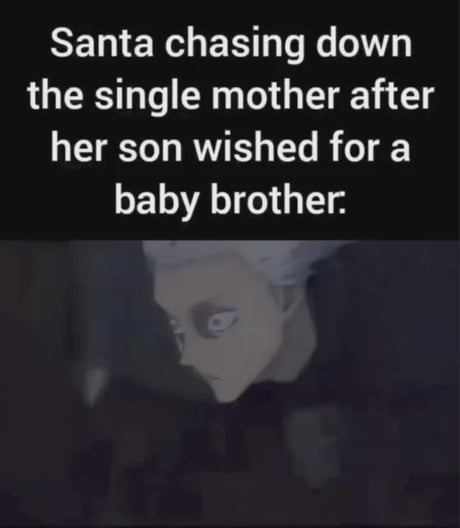 Santa chasing down
the single mother after
her son wished for a
baby brother: